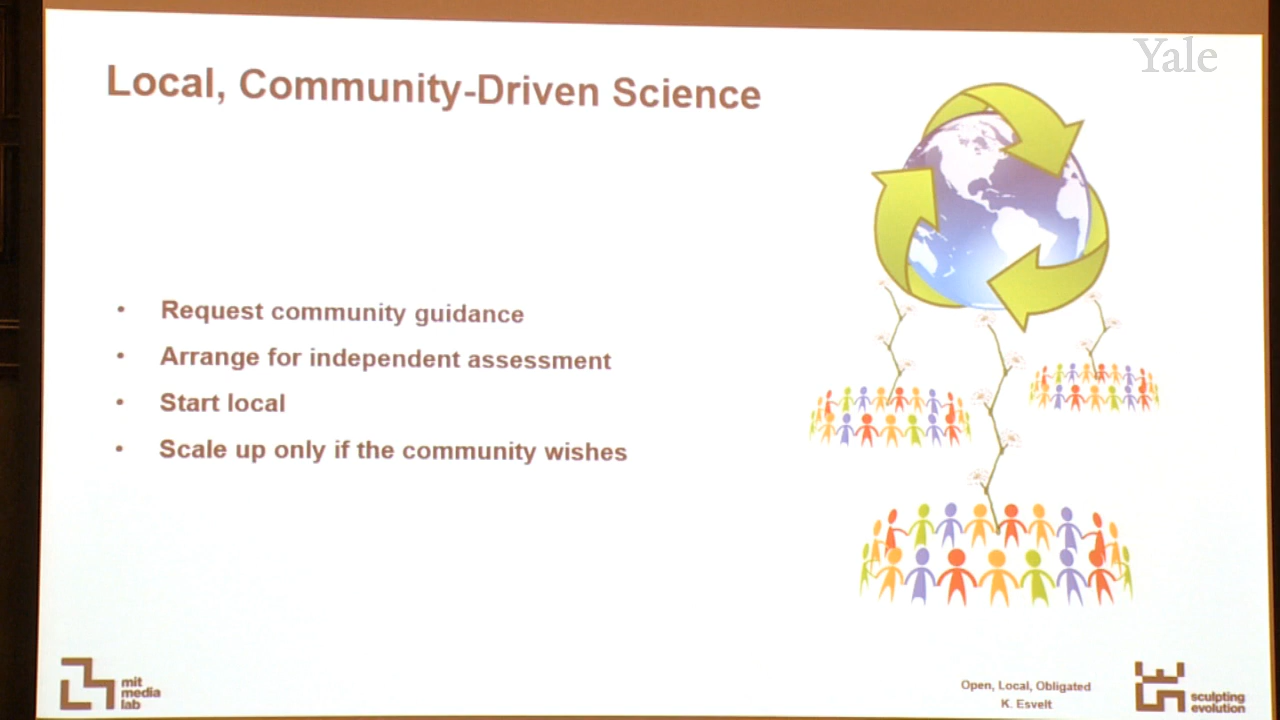 Yale
Local, Community-Driven Science
• Request community guidance
• Arrange for independent assessment
• Start local
• Scale up only if the community wishes
mit
media
lab
Open, Local, Obligated
K. Esvelt
sculpting
evolution